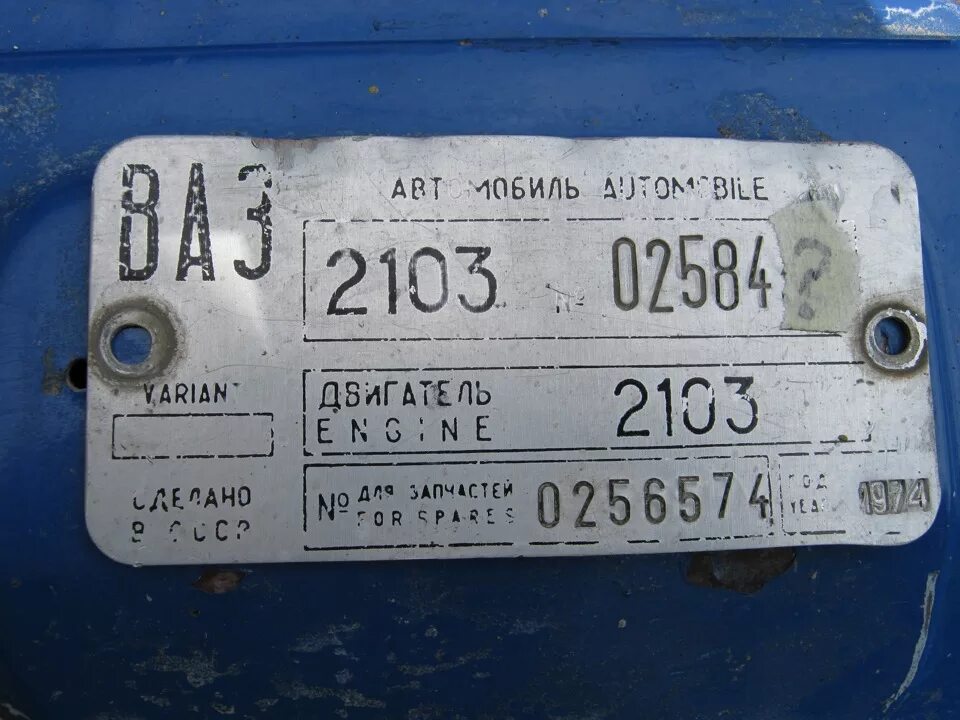 ВАЗ
АВТОМОБИЛЬ AUTOMOBILE
2103 № 02584 ?
VARIANT
ДВИГАТЕЛЬ
ENGINE
2103
СДЕЛАНО
В СССР
№ ДЛЯ ЗАПЧАСТЕЙ
FOR SPARES
0256574
ГОД
YEAR
1974